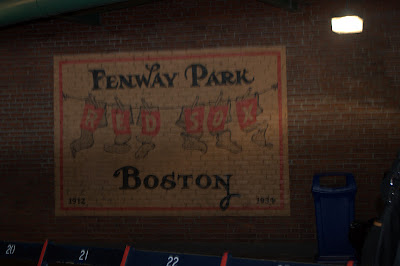 FENWAY PARK
RED SOX
BOSTON
1912
20
21
22